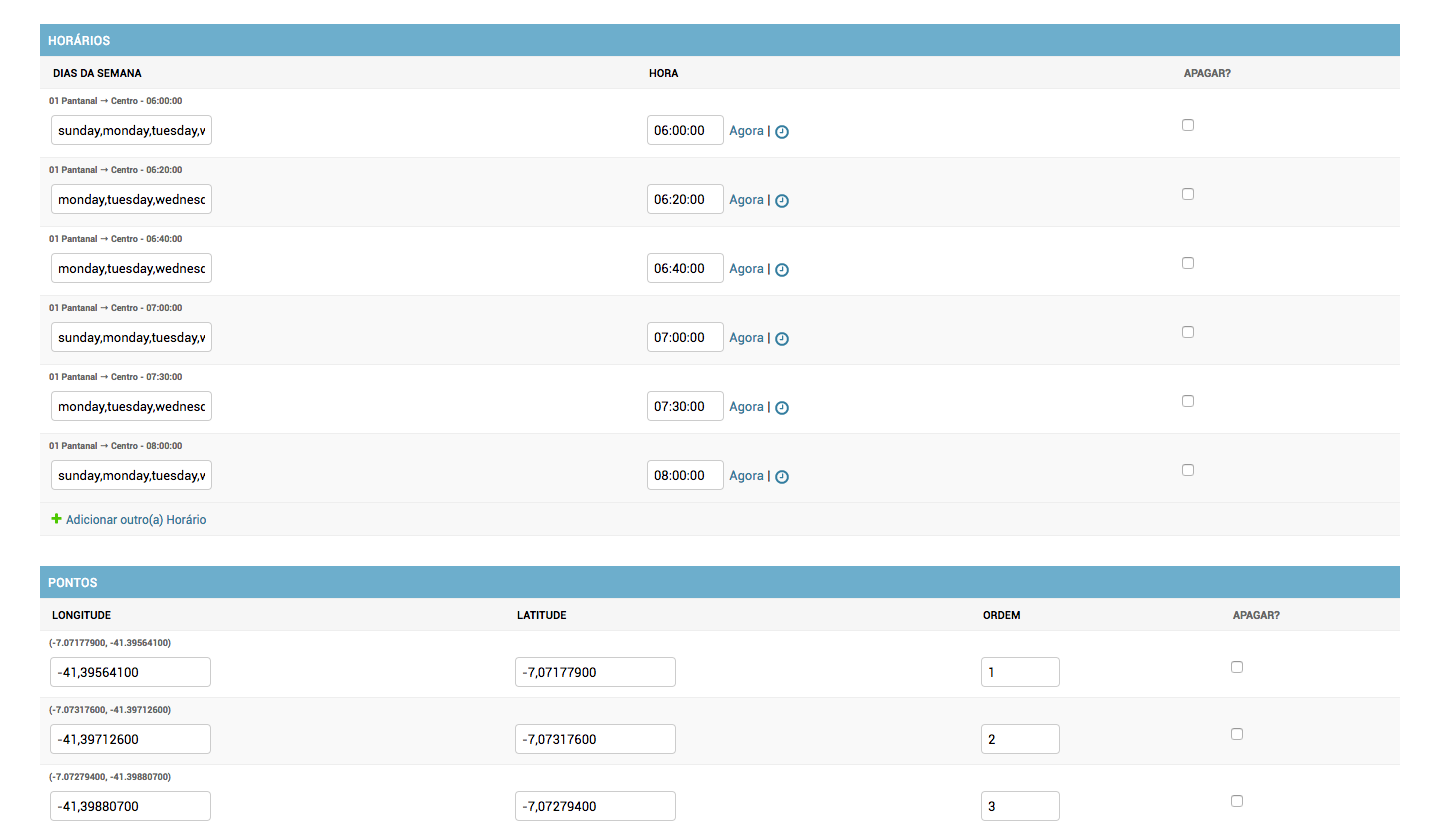 HORÁRIOS
DIAS DA SEMANA HORA APAGAR?
01 Pantanal → Centro - 06:00:00
sunday,monday,tuesday,v 06:00:00 Agora |
01 Pantanal → Centro - 06:20:00
monday,tuesday,wednesc 06:20:00 Agora |
01 Pantanal → Centro - 06:40:00
monday,tuesday,wednesc 06:40:00 Agora |
01 Pantanal → Centro - 07:00:00
sunday,monday,tuesday,v 07:00:00 Agora |
01 Pantanal → Centro - 07:30:00
monday,tuesday,wednesc 07:30:00 Agora |
01 Pantanal → Centro - 08:00:00
sunday,monday,tuesday,v 08:00:00 Agora |
+ Adicionar outro(a) Horário
PONTOS
LONGITUDE LATITUDE ORDEM APAGAR?
(-7.07177900, -41.39564100)
-41,39564100 -7,07177900 1
(-7.07317600, -41.39712600)
-41,39712600 -7,07317600 2
(-7.07279400, -41.39880700)
-41,39880700 -7,07279400 3